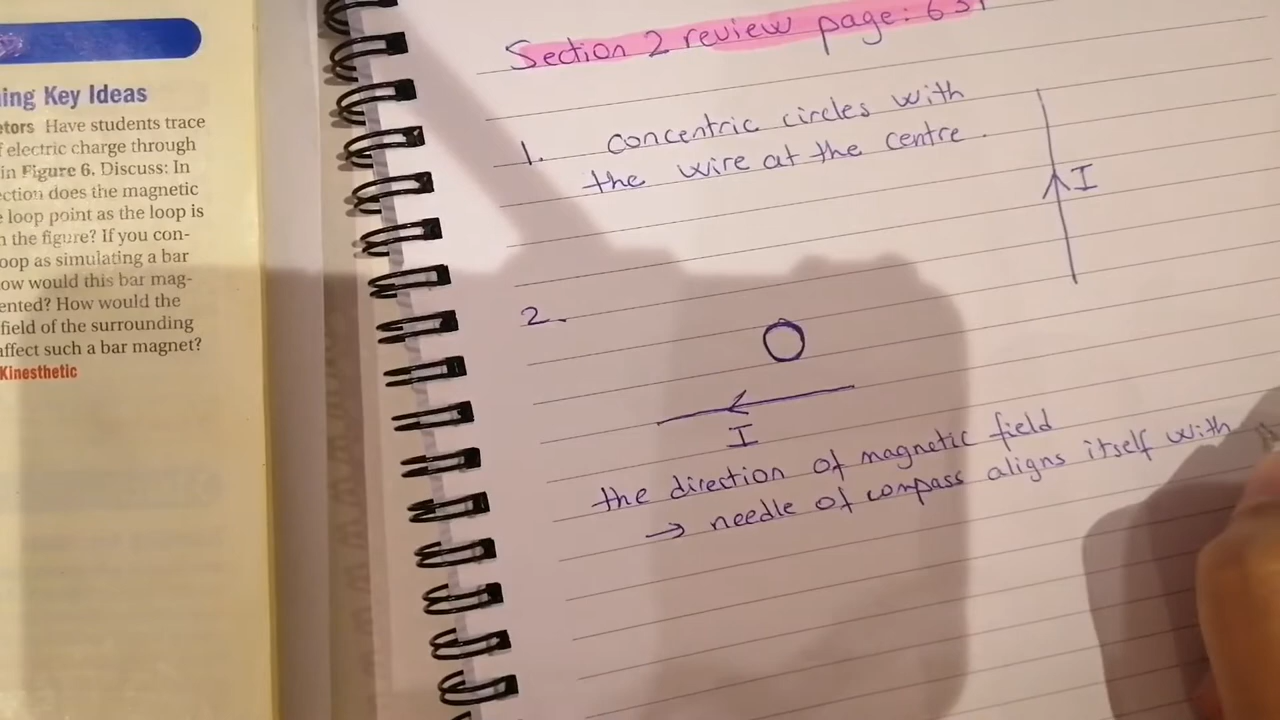 ing Key Ideas
Have students trace
electric charge through
in Figure 6. Discuss: In
ction does the magnetic
loop point as the loop is
the figure? If you con-
oop as simulating a bar
ow would this bar mag-
ented? How would the
field of the surrounding
affect such a bar magnet?
Kinesthetic
Section 2 review page:
1. concentric circles with
the wire at the centre.
I
2.
I
the direction of magnetic field
→ needle of compass aligns itself with